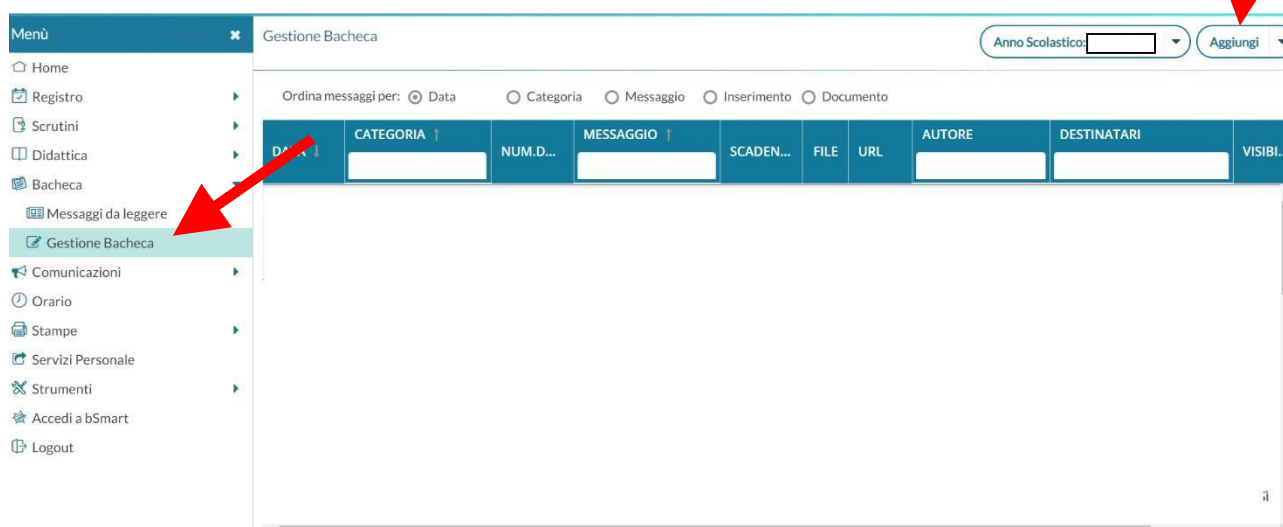 Menù
Gestione Bacheca
Anno Scolastico:
Aggiungi
Home
Registro
Scrutini
Didattica
Bacheca
Messaggi da leggere
Gestione Bacheca
Comunicazioni
Orario
Stampe
Servizi Personale
Strumenti
Accedi a bSmart
Logout
Ordina messaggi per: Data Categoria Messaggio Inserimento Documento
CATEGORIA MESSAGGIO AUTORE DESTINATARI
NUM.D... SCADEN... FILE URL VISIBI..